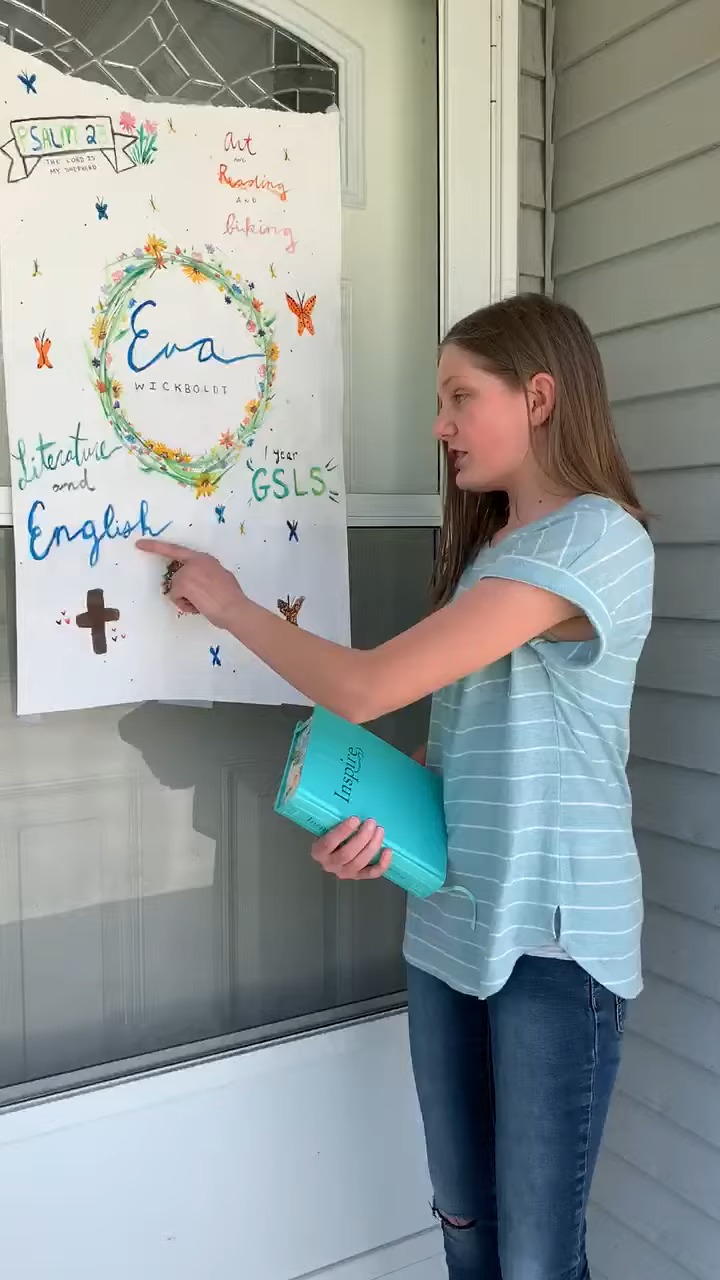 PSALM 23
THE LORD IS
MY SHEPHERD
Art
AND
Reading
AND
biking
Eva
WICKBOLDT
Literature
and
English
1 year
GSLS
Inspire